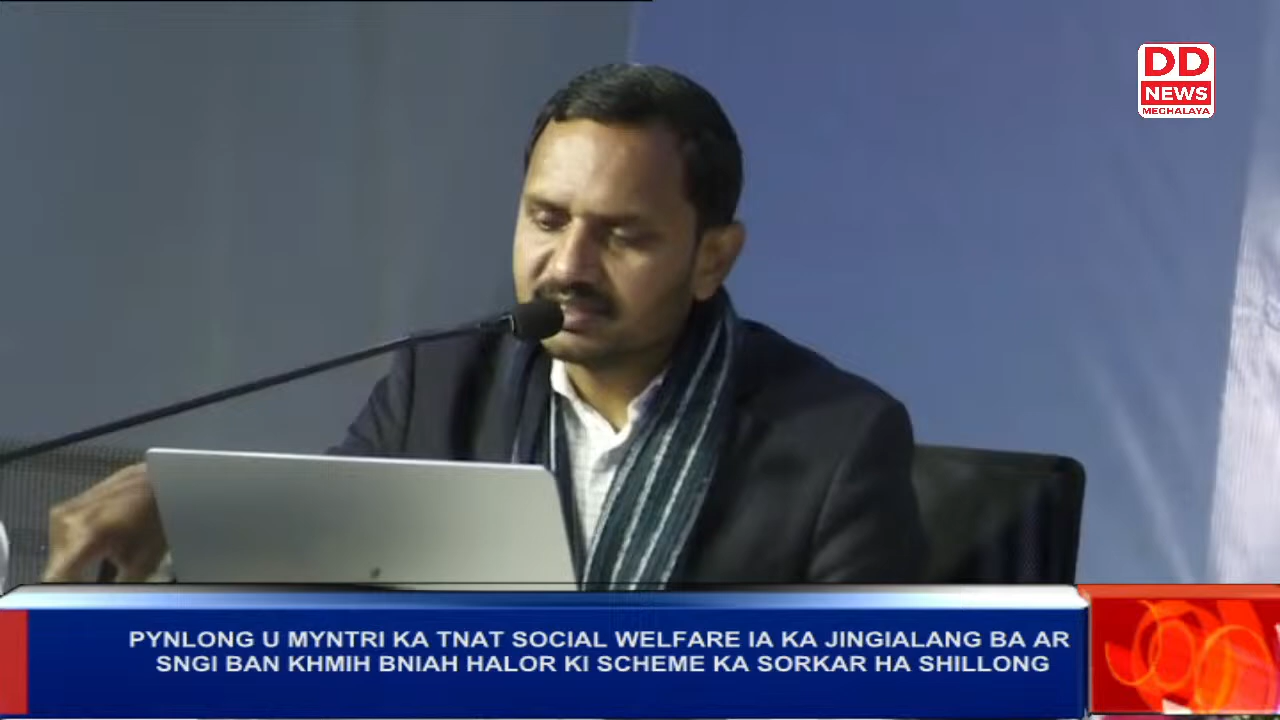 DD
NEWS
MEGHALAYA
PYNLONG U MYNTRI KA TNAT SOCIAL WELFARE IA KA JINGIALANG BA AR
SNGI BAN KHMIH BNIAH HALOR KI SCHEME KA SORKAR HA SHILLONG